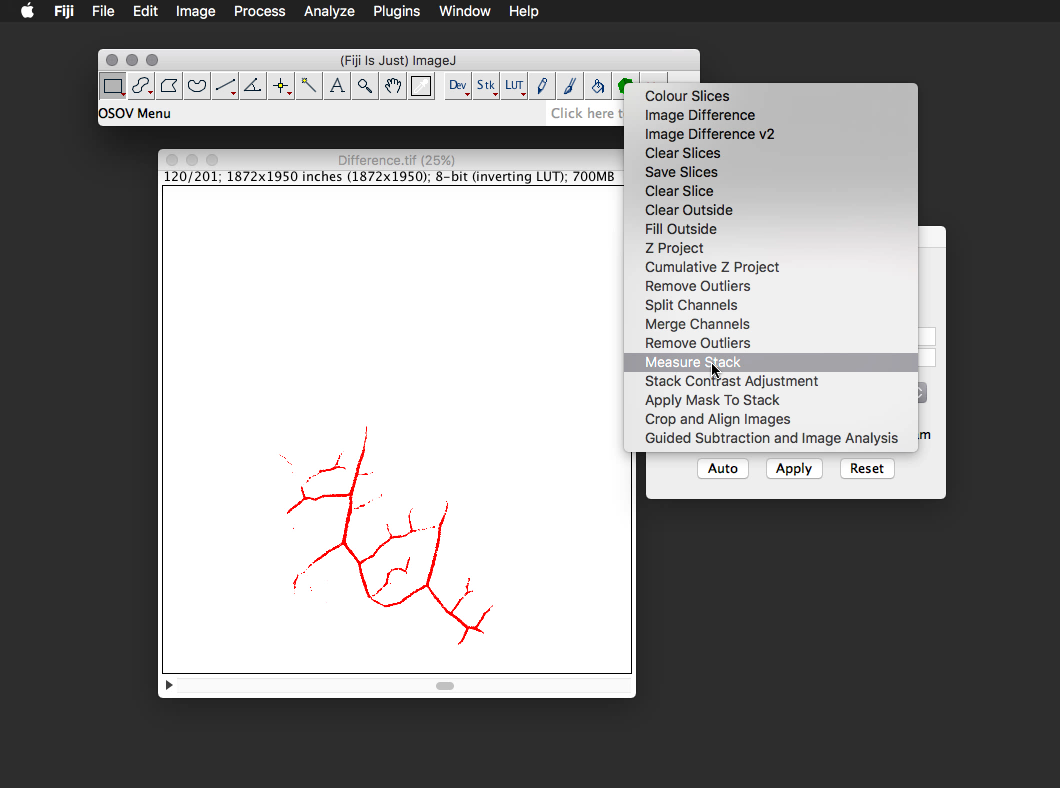 Fiji File Edit Image Process Analyze Plugins Window Help
(Fiji Is Just) ImageJ
A Dev Stk LUT
OSOV Menu
Click here t
Difference.tif (25%)
120/201; 1872x1950 inches (1872x1950); 8-bit (inverting LUT); 700MB
Colour Slices
Image Difference
Image Difference v2
Clear Slices
Save Slices
Clear Slice
Clear Outside
Fill Outside
Z Project
Cumulative Z Project
Remove Outliers
Split Channels
Merge Channels
Remove Outliers
Measure Stack
Stack Contrast Adjustment
Apply Mask To Stack
Crop and Align Images
Guided Subtraction and Image Analysis
m
Auto Apply Reset